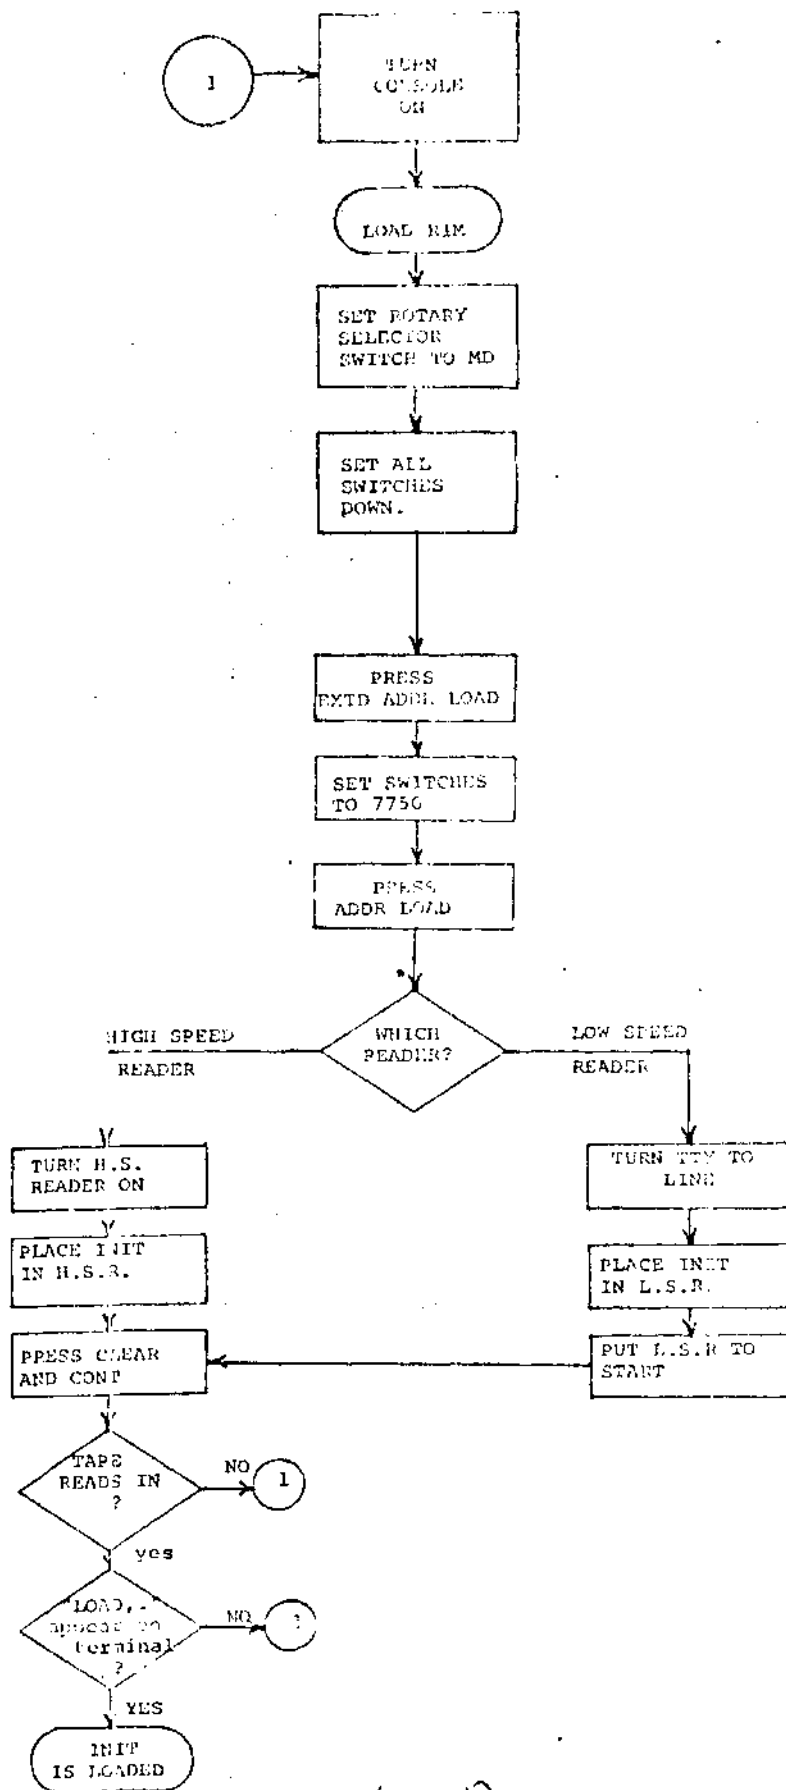 1
TURN
CONSOLE
ON
LOAD RIM
SET ROTARY
SELECTOR
SWITCH TO MD
SET ALL
SWITCHES
DOWN.
PRESS
EXTD ADDR LOAD
SET SWITCHES
TO 7756
PRESS
ADDR LOAD
WHICH
READER?
HIGH SPEED
READER
LOW SPEED
READER
TURN H.S.
READER ON
TURN TTY TO
LINE
PLACE INIT
IN H.S.R.
PLACE INIT
IN L.S.R.
PRESS CLEAR
AND CONT
PUT L.S.R TO
START
TAPE
READS IN
?
NO
1
yes
"LOAD,
appear on
terminal
?
NO
1
YES
INIT
IS LOADED